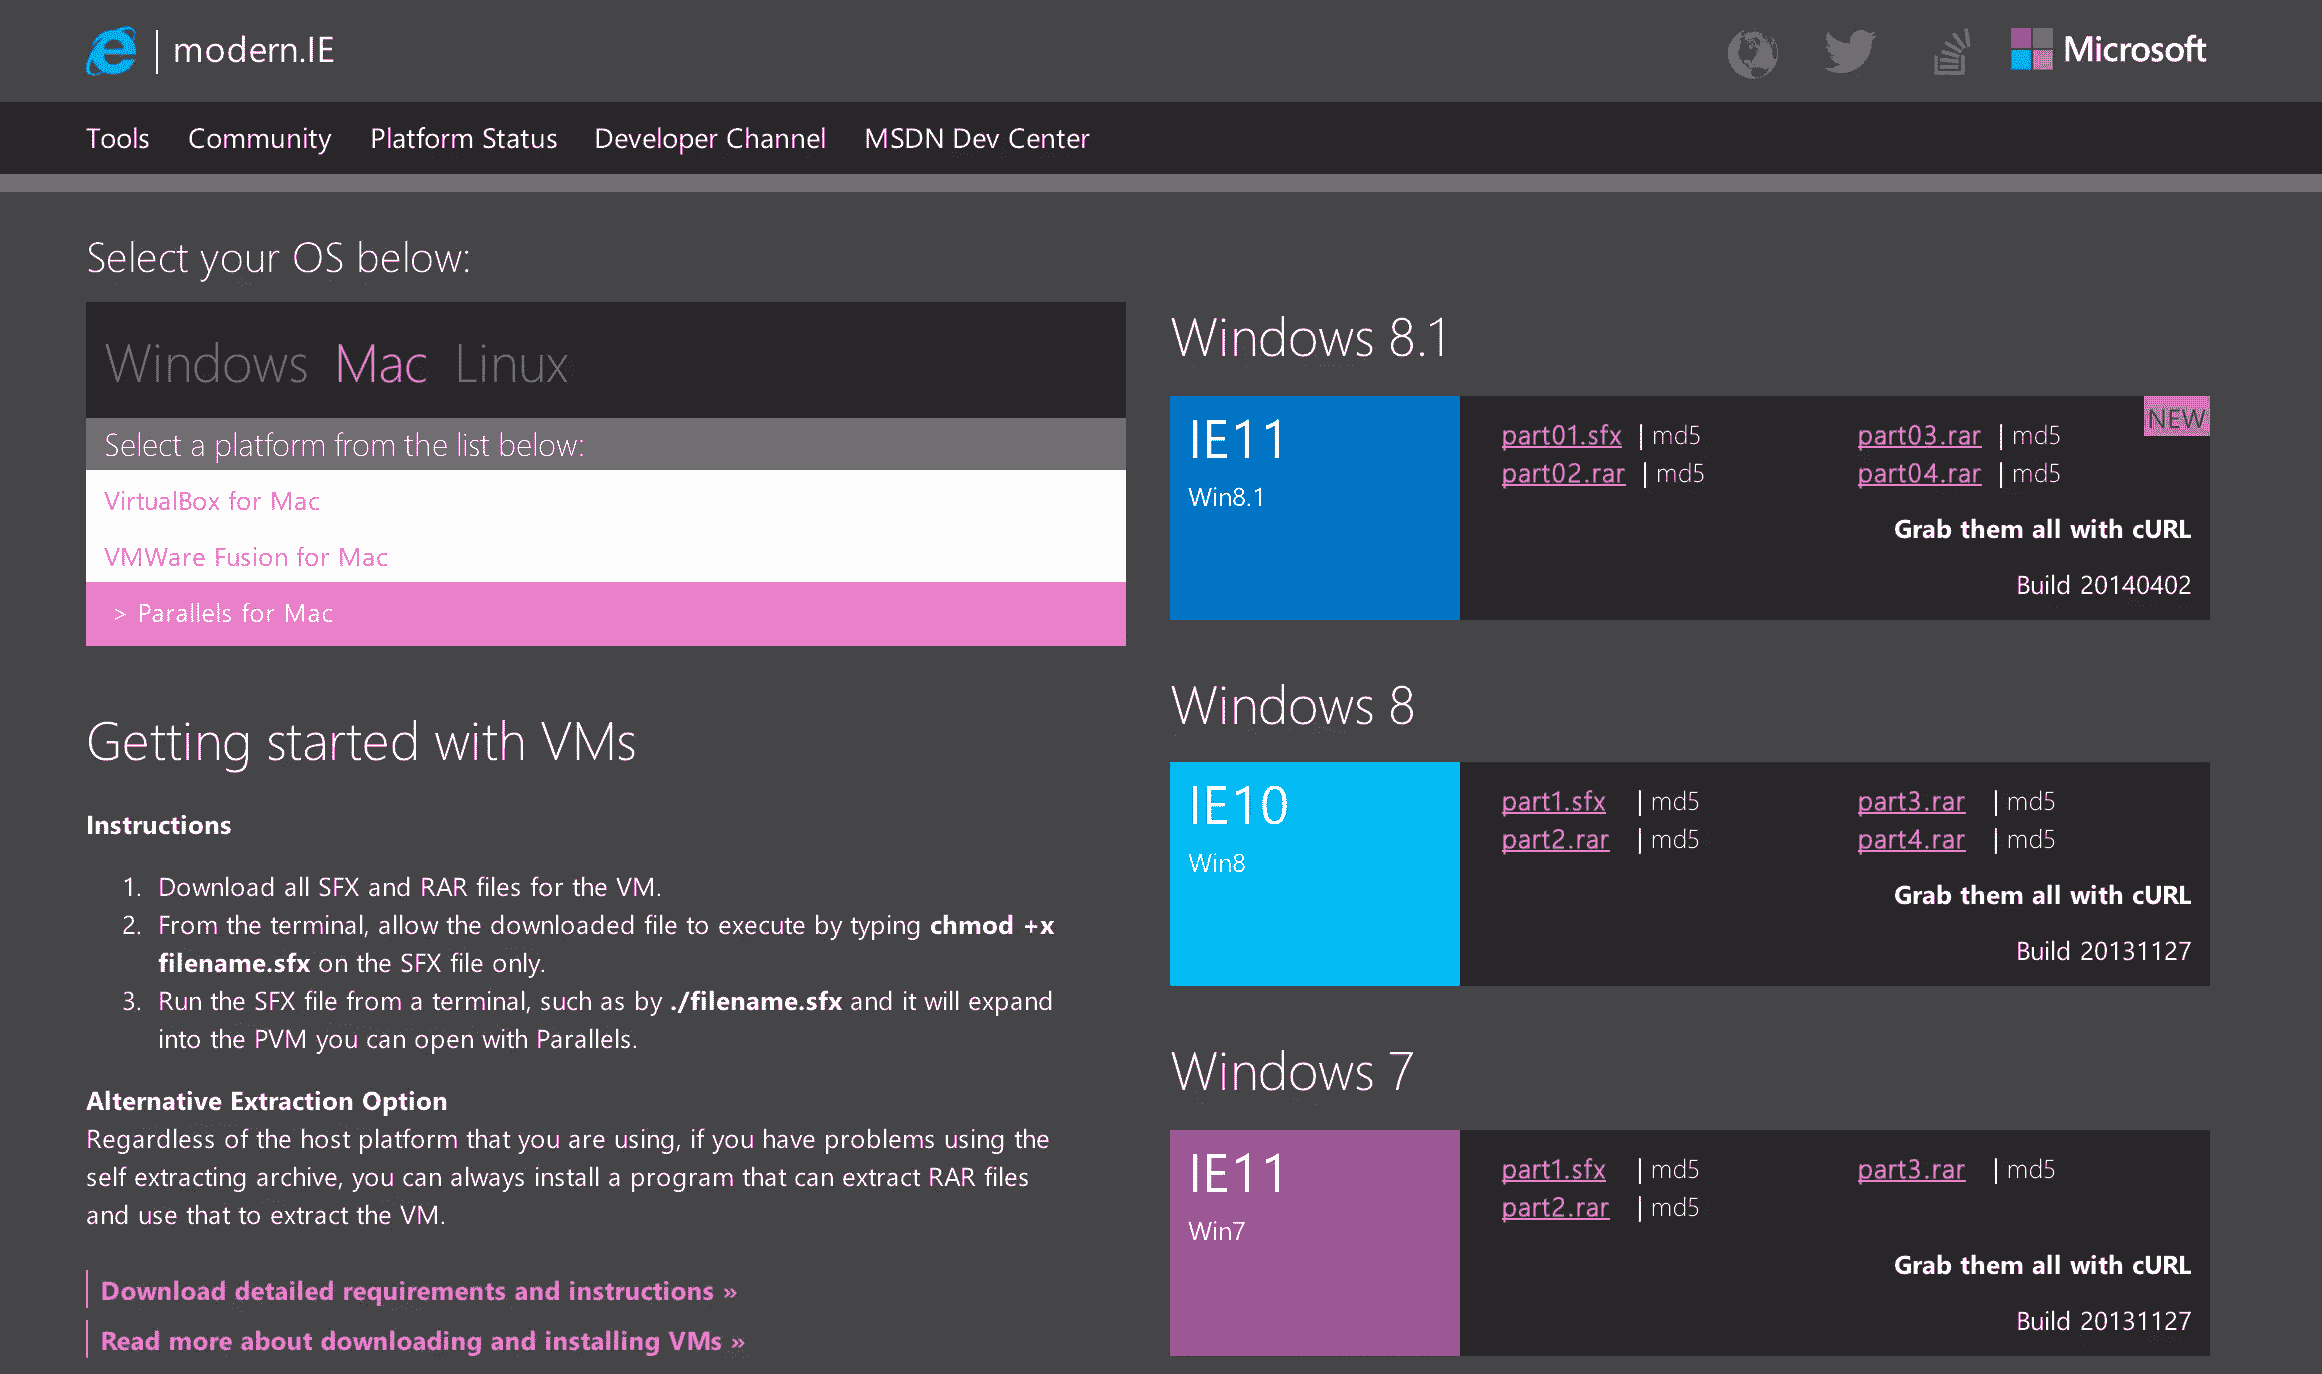 modern.IE
Microsoft
Tools Community Platform Status Developer Channel MSDN Dev Center
Select your OS below:
Windows Mac Linux
Select a platform from the list below:
VirtualBox for Mac
VMWare Fusion for Mac
> Parallels for Mac
Getting started with VMs
Instructions
1. Download all SFX and RAR files for the VM.
2. From the terminal, allow the downloaded file to execute by typing chmod +x
filename.sfx on the SFX file only.
3. Run the SFX file from a terminal, such as by ./filename.sfx and it will expand
into the PVM you can open with Parallels.
Alternative Extraction Option
Regardless of the host platform that you are using, if you have problems using the
self extracting archive, you can always install a program that can extract RAR files
and use that to extract the VM.
Download detailed requirements and instructions »
Read more about downloading and installing VMs »
Windows 8.1
IE11
Win8.1
NEW
part01.sfx | md5 part03.rar | md5
part02.rar | md5 part04.rar | md5
Grab them all with cURL
Build 20140402
Windows 8
IE10
Win8
part1.sfx | md5 part3.rar | md5
part2.rar | md5 part4.rar | md5
Grab them all with cURL
Build 20131127
Windows 7
IE11
Win7
part1.sfx | md5 part3.rar | md5
part2.rar | md5
Grab them all with cURL
Build 20131127